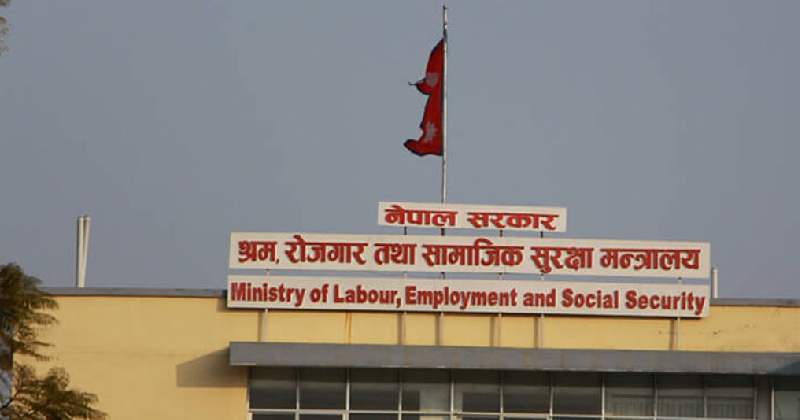 नेपाल सरकार
श्रम, रोजगार तथा सामाजिक सुरक्षा मन्त्रालय
Ministry of Labour, Employment and Social Security